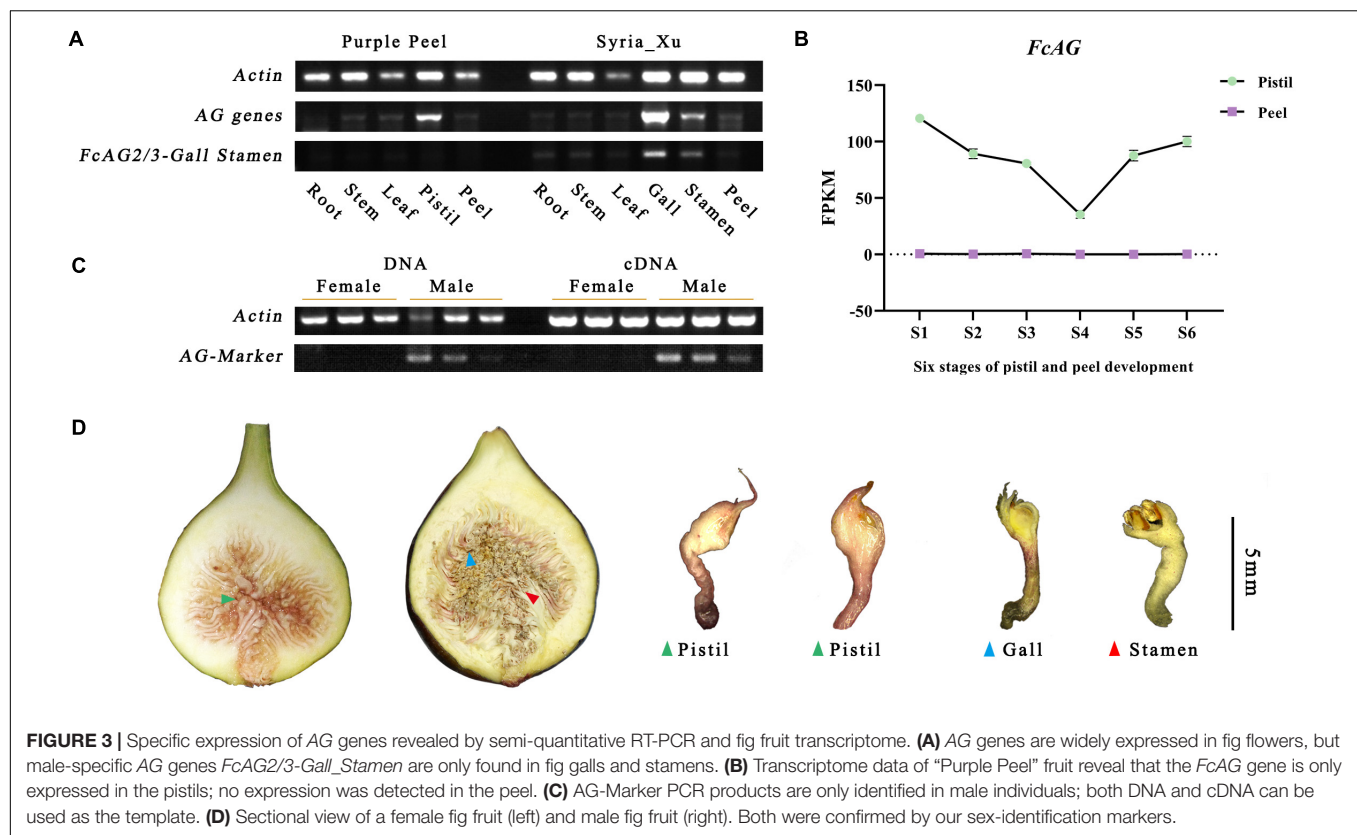 A
Purple Peel Syria_Xu
Actin
AG genes
FcAG2/3-Gall Stamen
Root Stem Leaf Pistil Peel Root Stem Leaf Gall Stamen Peel
B
FcAG
Pistil
Peel
150
100
50
0
-50
FPKM
S1 S2 S3 S4 S5 S6
Six stages of pistil and peel development
C
DNA cDNA
Female Male Female Male
Actin
AG-Marker
D
Pistil Pistil Gall Stamen
5mm
FIGURE 3 | Specific expression of AG genes revealed by semi-quantitative RT-PCR and fig fruit transcriptome. (A) AG genes are widely expressed in fig flowers, but
male-specific AG genes FcAG2/3-Gall_Stamen are only found in fig galls and stamens. (B) Transcriptome data of “Purple Peel” fruit reveal that the FcAG gene is only
expressed in the pistils; no expression was detected in the peel. (C) AG-Marker PCR products are only identified in male individuals; both DNA and cDNA can be
used as the template. (D) Sectional view of a female fig fruit (left) and male fig fruit (right). Both were confirmed by our sex-identification markers.